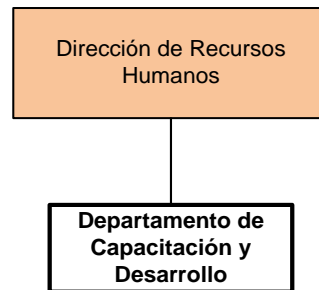 Dirección de Recursos
Humanos
Departamento de
Capacitación y
Desarrollo